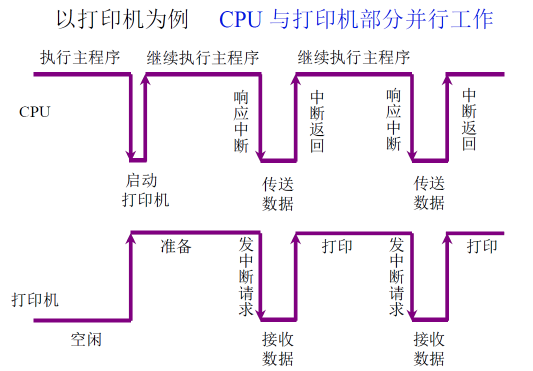 以打印机为例 CPU 与打印机部分并行工作
执行主程序 继续执行主程序 继续执行主程序
CPU
响应中断
中断返回
响应中断
中断返回
启动
打印机
传送
数据
传送
数据
打印机
空闲
准备
发中断请求
打印
发中断请求
打印
接收
数据
接收
数据